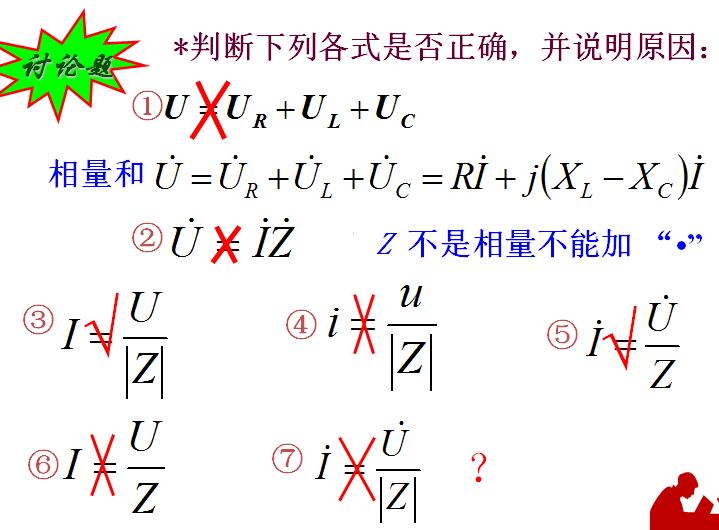 讨论题
*判断下列各式是否正确，并说明原因：
①U = U_R + U_L + U_C
相量和 U̇ = U̇_R + U̇_L + U̇_C = Rİ + j(X_L − X_C)İ
② U̇ = İŻ Z 不是相量不能加“•”
③ I = U/|Z| ④ i = u/|Z| ⑤ İ = U̇/Z
⑥ I = U/Z ⑦ İ = U̇/|Z| ？